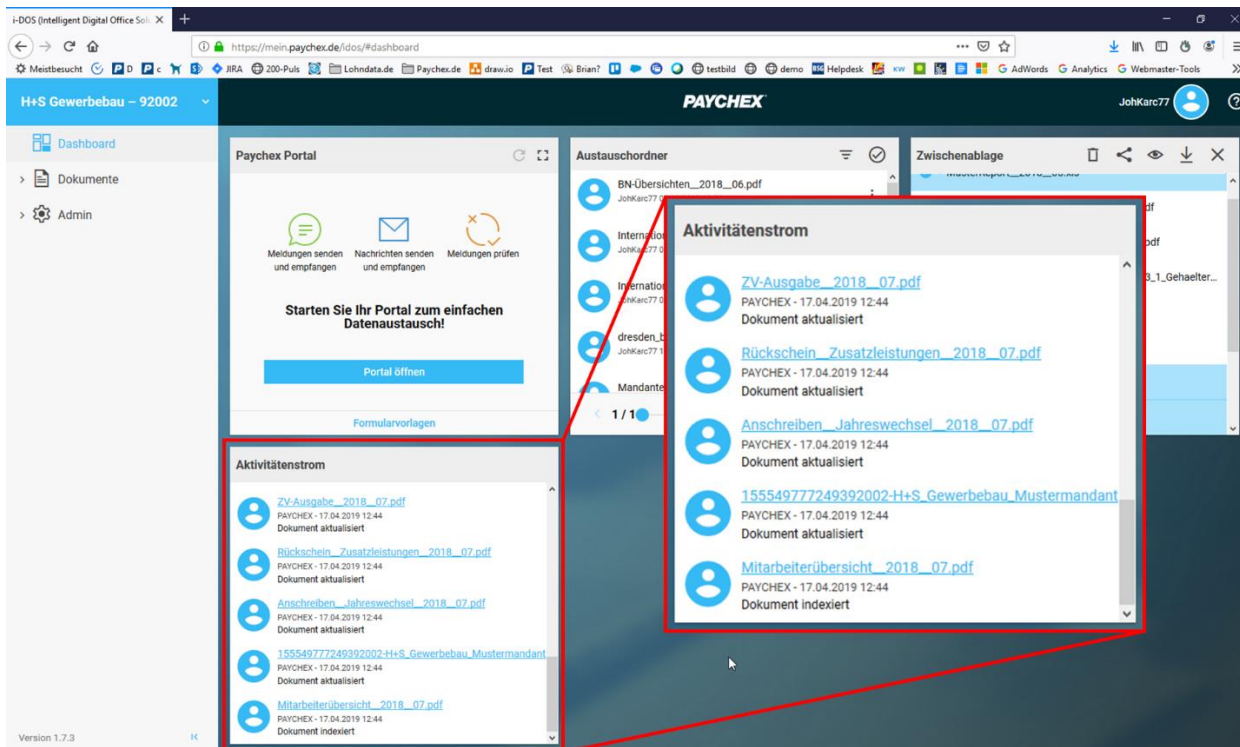 i-DOS (Intelligent Digital Office Sol
https://mein.paychex.de/idos/#dashboard
Meistbesucht D c JIRA 200-Puls Lohndata.de Paychex.de draw.io Test Brian? testbild demo Helpdesk KW AdWords Analytics Webmaster-Tools
H+S Gewerbebau – 92002
PAYCHEX
JohKarc77
Dashboard
Dokumente
Admin
Version 1.7.3
Paychex Portal
Meldungen senden und empfangen
Nachrichten senden und empfangen
Meldungen prüfen
Starten Sie Ihr Portal zum einfachen
Datenaustausch!
Portal öffnen
Formularvorlagen
Austauschordner
BN-Übersichten__2018__06.pdf
JohKarc77 0
Internation
JohKarc77 0
Internation
JohKarc77 0
dresden_b
JohKarc77 1
Mandante
1 / 1
Zwischenablage
df
odf
3_1_Gehaelter...
Aktivitätenstrom
ZV-Ausgabe__2018__07.pdf
PAYCHEX - 17.04.2019 12:44
Dokument aktualisiert
Rückschein__Zusatzleistungen__2018__07.pdf
PAYCHEX - 17.04.2019 12:44
Dokument aktualisiert
Anschreiben__Jahreswechsel__2018__07.pdf
PAYCHEX - 17.04.2019 12:44
Dokument aktualisiert
155549777249392002-H+S_Gewerbebau_Mustermandant
PAYCHEX - 17.04.2019 12:44
Dokument aktualisiert
Mitarbeiterübersicht__2018__07.pdf
PAYCHEX - 17.04.2019 12:44
Dokument indexiert
Aktivitätenstrom
ZV-Ausgabe__2018__07.pdf
PAYCHEX - 17.04.2019 12:44
Dokument aktualisiert
Rückschein__Zusatzleistungen__2018__07.pdf
PAYCHEX - 17.04.2019 12:44
Dokument aktualisiert
Anschreiben__Jahreswechsel__2018__07.pdf
PAYCHEX - 17.04.2019 12:44
Dokument aktualisiert
155549777249392002-H+S_Gewerbebau_Mustermandant
PAYCHEX - 17.04.2019 12:44
Dokument aktualisiert
Mitarbeiterübersicht__2018__07.pdf
PAYCHEX - 17.04.2019 12:44
Dokument indexiert